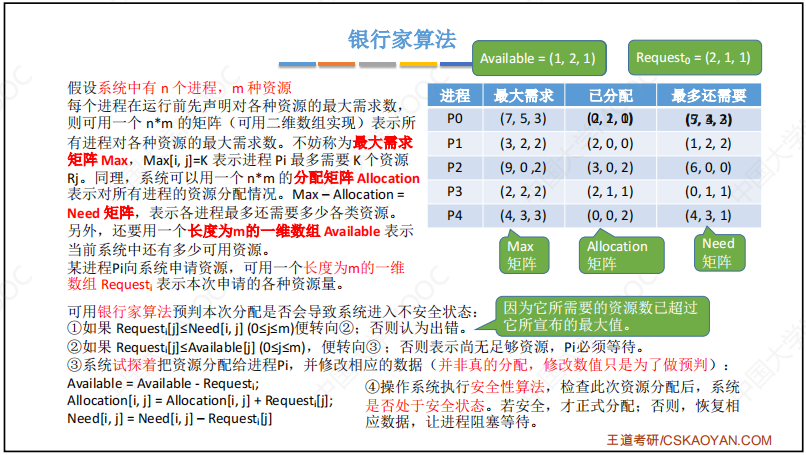 银行家算法
Available = (1, 2, 1)
Request₀ = (2, 1, 1)
假设系统中有 n 个进程，m 种资源
每个进程在运行前先声明对各种资源的最大需求数，
则可用一个 n*m 的矩阵（可用二维数组实现）表示所
有进程对各种资源的最大需求数。不妨称为最大需求
矩阵 Max，Max[i, j]=K 表示进程 Pi 最多需要 K 个资源
Rj。同理，系统可以用一个 n*m 的分配矩阵 Allocation
表示对所有进程的资源分配情况。Max – Allocation =
Need 矩阵，表示各进程最多还需要多少各类资源。
另外，还要用一个长度为m的一维数组 Available 表示
当前系统中还有多少可用资源。
某进程Pi向系统申请资源，可用一个长度为m的一维
数组 Requestᵢ 表示本次申请的各种资源量。
进程 最大需求 已分配 最多还需要
P0 (7, 5, 3)
P1 (3, 2, 2) (2, 0, 0) (1, 2, 2)
P2 (9, 0 ,2) (3, 0, 2) (6, 0, 0)
P3 (2, 2, 2) (2, 1, 1) (0, 1, 1)
P4 (4, 3, 3) (0, 0, 2) (4, 3, 1)
Max
矩阵
Allocation
矩阵
Need
矩阵
可用银行家算法预判本次分配是否会导致系统进入不安全状态：
①如果 Requestᵢ[j]≤Need[i, j] (0≤j≤m)便转向②；否则认为出错。
因为它所需要的资源数已超过
它所宣布的最大值。
②如果 Requestᵢ[j]≤Available[j] (0≤j≤m)，便转向③；否则表示尚无足够资源，Pi必须等待。
③系统试探着把资源分配给进程Pi，并修改相应的数据（并非真的分配，修改数值只是为了做预判）：
Available = Available - Requestᵢ;
Allocation[i, j] = Allocation[i, j] + Requestᵢ[j];
Need[i, j] = Need[i, j] – Requestᵢ[j]
④操作系统执行安全性算法，检查此次资源分配后，系统
是否处于安全状态。若安全，才正式分配；否则，恢复相
应数据，让进程阻塞等待。
王道考研/CSKAOYAN.COM